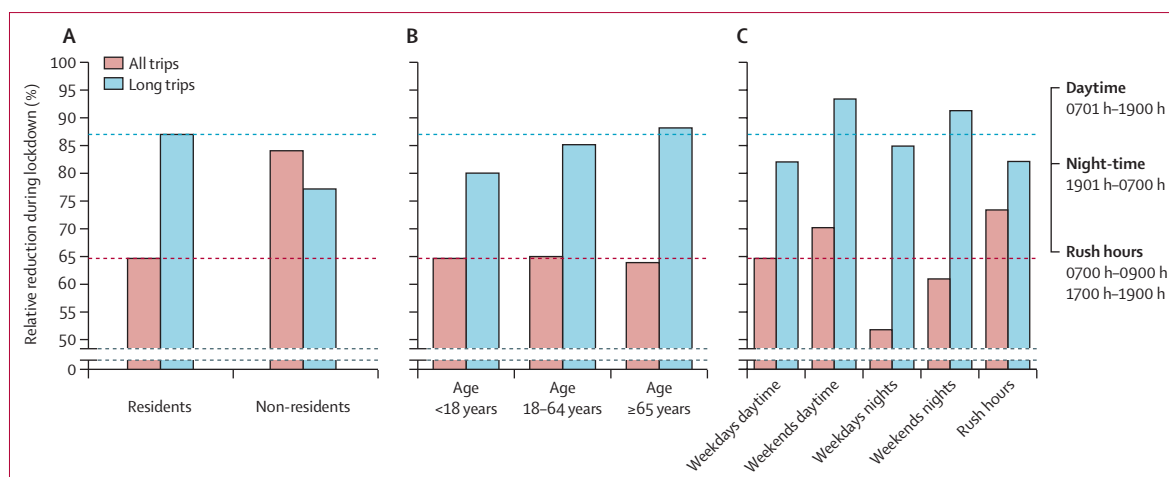 A
B
C
All trips
Long trips
Relative reduction during lockdown (%)
100
95
90
85
80
75
70
65
60
55
50
0
Residents
Non-residents
Age
<18 years
Age
18–64 years
Age
≥65 years
Weekdays daytime
Weekends daytime
Weekdays nights
Weekends nights
Rush hours
Daytime
0701 h–1900 h
Night-time
1901 h–0700 h
Rush hours
0700 h–0900 h
1700 h–1900 h